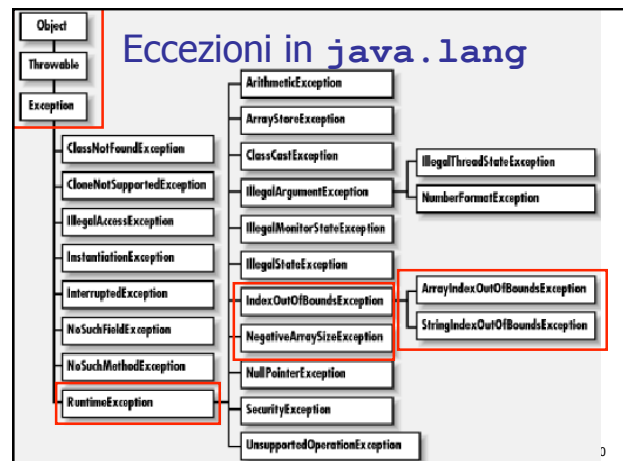 Eccezioni in java.lang
Object
Throwable
Exception
ClassNotFoundException
CloneNotSupportedException
IllegalAccessException
InstantiationException
InterruptedException
NoSuchFieldException
NoSuchMethodException
RuntimeException
ArithmeticException
ArrayStoreException
ClassCastException
IllegalArgumentException
IllegalMonitorStateException
IllegalStateException
IndexOutOfBoundsException
NegativeArraySizeException
NullPointerException
SecurityException
UnsupportedOperationException
IllegalThreadStateException
NumberFormatException
ArrayIndexOutOfBoundsException
StringIndexOutOfBoundsException